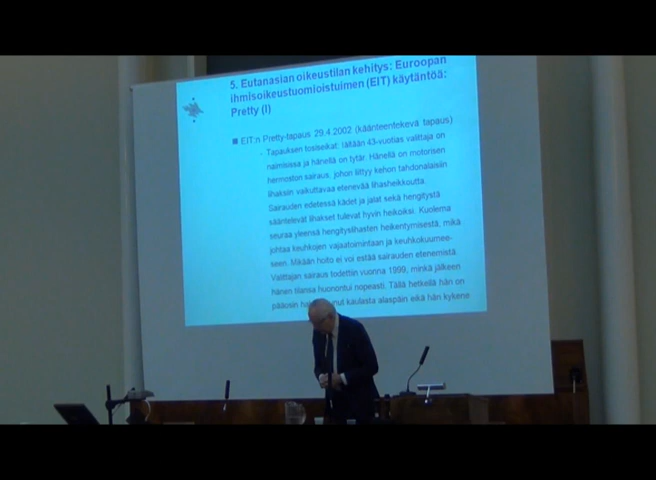 5. Eutanasian oikeustilan kehitys: Euroopan
ihmisoikeustuomioistuimen (EIT) käytäntöä:
Pretty (I)
EIT:n Pretty-tapaus 29.4.2002 (käänteentekevä tapaus)
- Tapauksen tosiseikat: Iältään 43-vuotias valittaja on
naimisissa ja hänellä on tytär. Hänellä on motorisen
hermoston sairaus, johon liittyy kehon tahdonalaisiin
lihaksiin vaikuttavaa etenevää lihasheikkoutta.
Sairauden edetessä kädet ja jalat sekä hengitystä
säätelevät lihakset tulevat hyvin heikoiksi. Kuolema
seuraa yleensä hengityslihasten heikentymisestä, mikä
johtaa keuhkojen vajaatoimintaan ja keuhkokuumee-
seen. Mikään hoito ei voi estää sairauden etenemistä.
Valittajan sairaus todettiin vuonna 1999, minkä jälkeen
hänen tilansa huonontui nopeasti. Tällä hetkellä hän on
nut kaulasta alaspäin eikä hän kykene